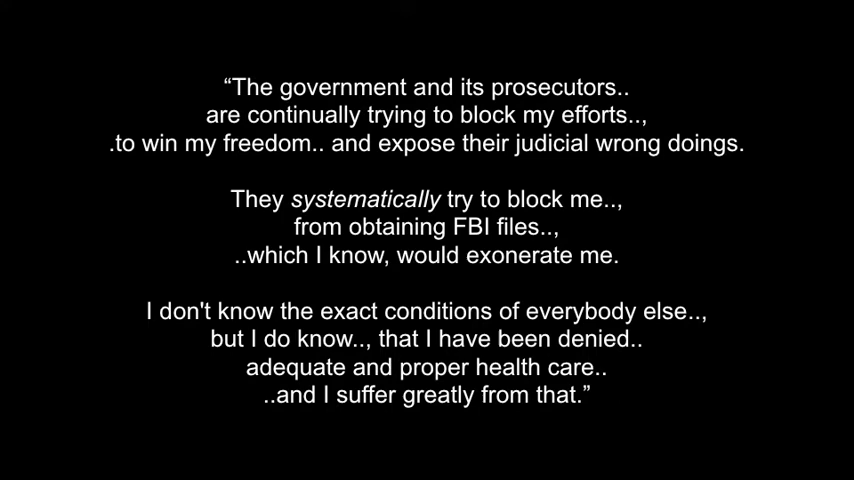 “The government and its prosecutors..
are continually trying to block my efforts..,
.to win my freedom.. and expose their judicial wrong doings.
They systematically try to block me..,
from obtaining FBI files..,
..which I know, would exonerate me.
I don't know the exact conditions of everybody else..,
but I do know.., that I have been denied..
adequate and proper health care..
..and I suffer greatly from that.”